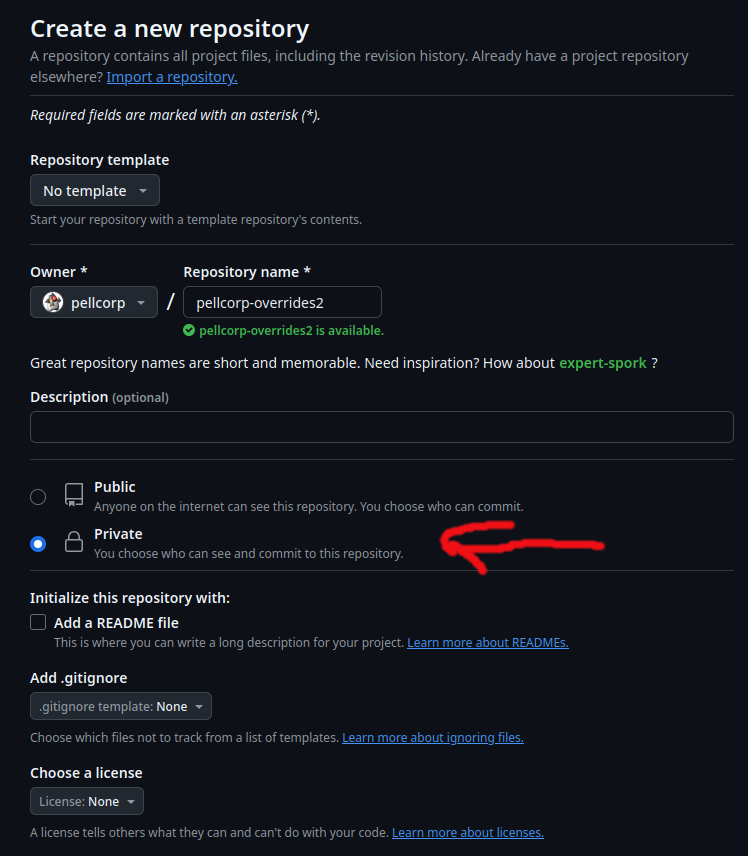 Create a new repository
A repository contains all project files, including the revision history. Already have a project repository
elsewhere? Import a repository.
Required fields are marked with an asterisk (*).
Repository template
No template
Start your repository with a template repository's contents.
Owner *
Repository name *
pellcorp
/
pellcorp-overrides2
pellcorp-overrides2 is available.
Great repository names are short and memorable. Need inspiration? How about expert-spork ?
Description (optional)
Public
Anyone on the internet can see this repository. You choose who can commit.
Private
You choose who can see and commit to this repository.
Initialize this repository with:
Add a README file
This is where you can write a long description for your project. Learn more about READMEs.
Add .gitignore
.gitignore template: None
Choose which files not to track from a list of templates. Learn more about ignoring files.
Choose a license
License: None
A license tells others what they can and can't do with your code. Learn more about licenses.